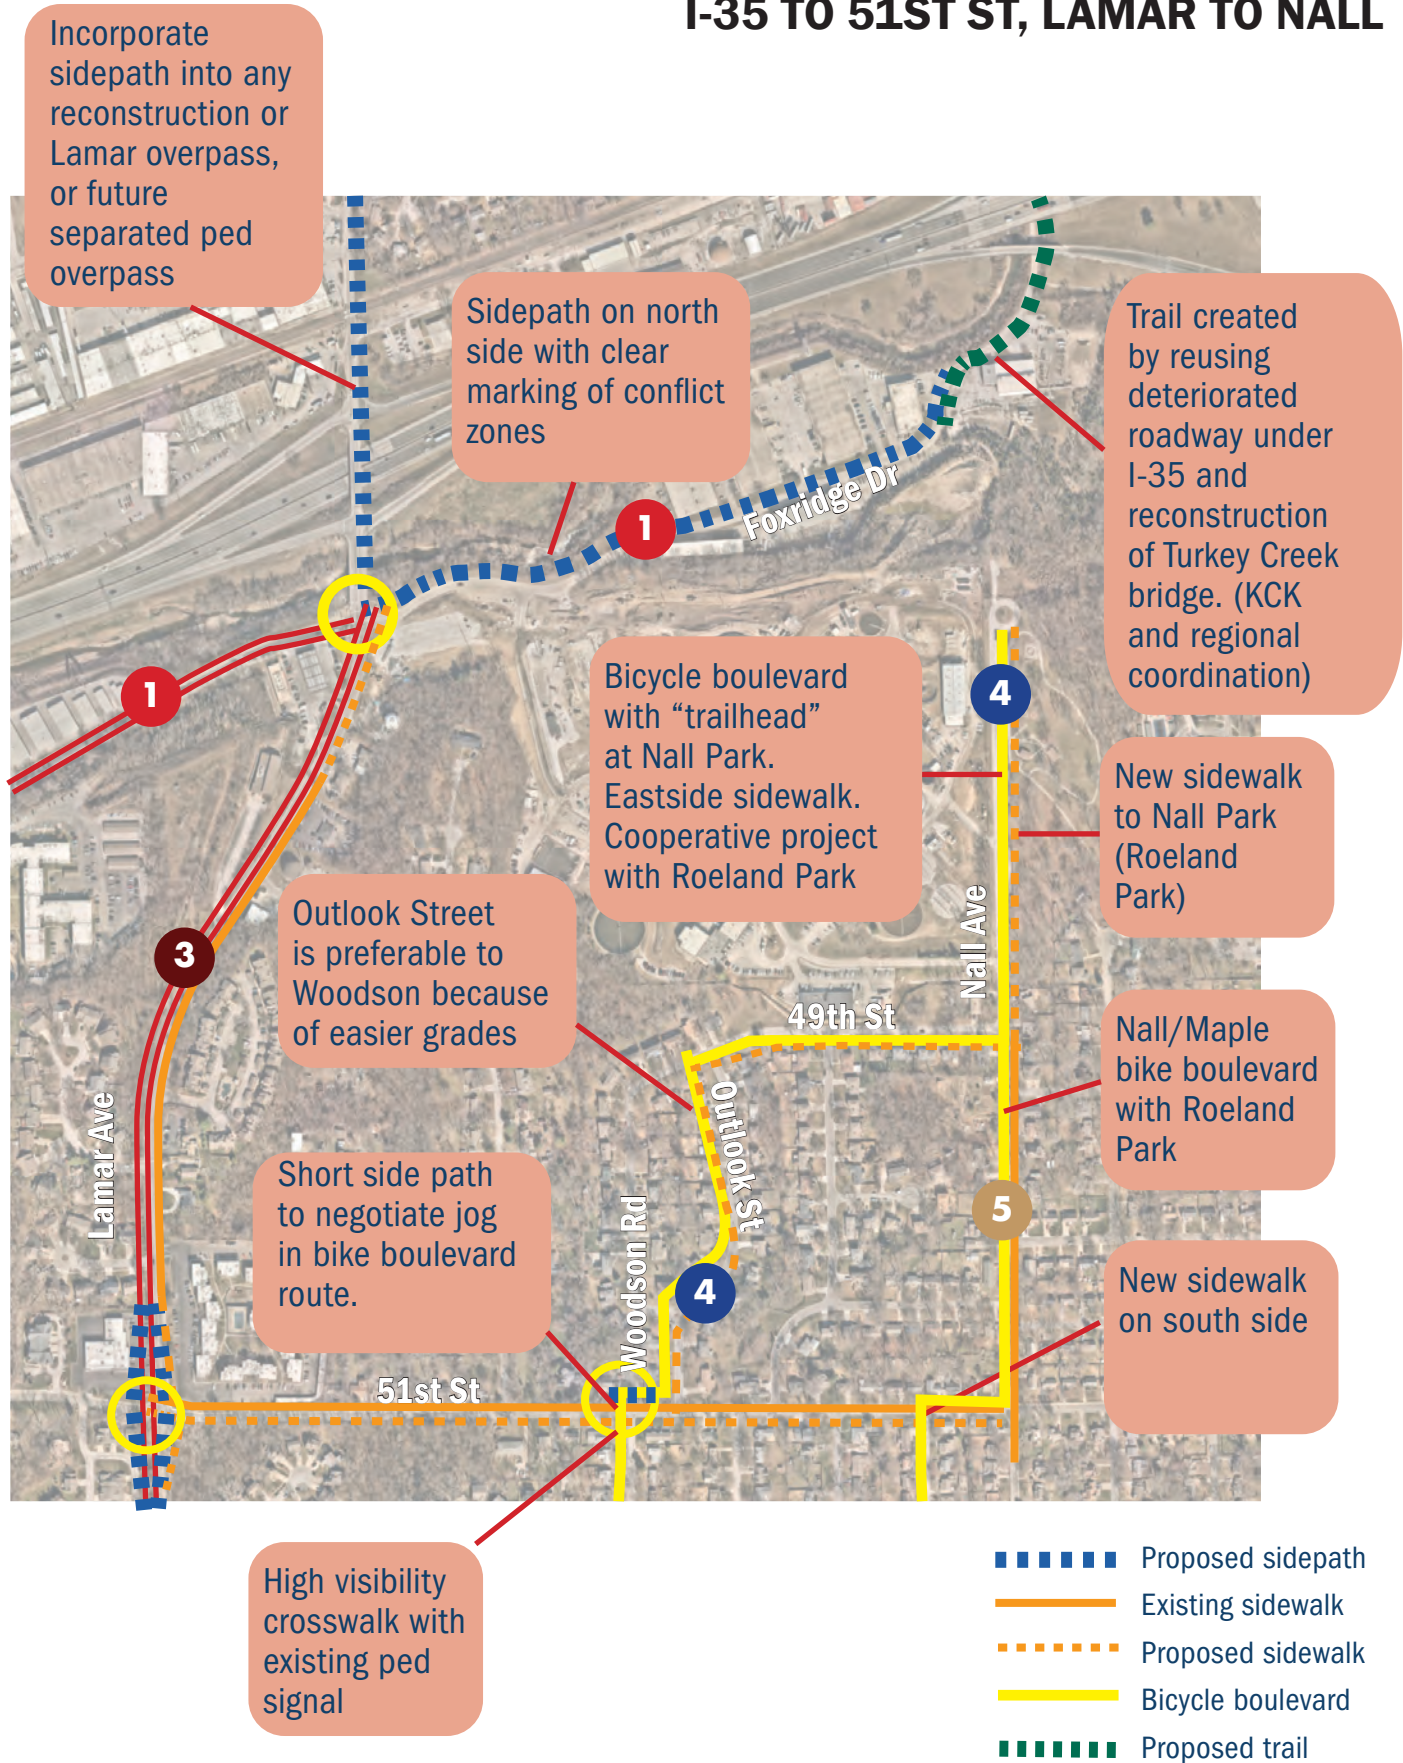 I-35 TO 51ST ST, LAMAR TO NALL
Incorporate
sidepath into any
reconstruction or
Lamar overpass,
or future
separated ped
overpass
Sidepath on north
side with clear
marking of conflict
zones
Trail created
by reusing
deteriorated
roadway under
I-35 and
reconstruction
of Turkey Creek
bridge. (KCK
and regional
coordination)
Foxridge Dr
1
1
Bicycle boulevard
with “trailhead”
at Nall Park.
Eastside sidewalk.
Cooperative project
with Roeland Park
4
New sidewalk
to Nall Park
(Roeland
Park)
Outlook Street
is preferable to
Woodson because
of easier grades
3
Nall Ave
49th St
Nall/Maple
bike boulevard
with Roeland
Park
Lamar Ave
Outlook St
Short side path
to negotiate jog
in bike boulevard
route.
Woodson Rd
5
4
New sidewalk
on south side
51st St
High visibility
crosswalk with
existing ped
signal
Proposed sidepath
Existing sidewalk
Proposed sidewalk
Bicycle boulevard
Proposed trail